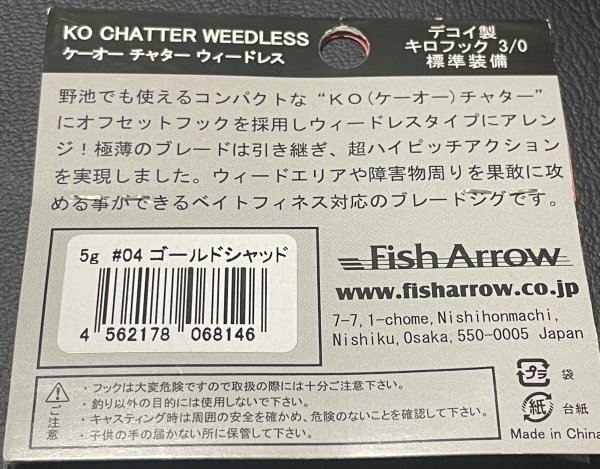 KO CHATTER WEEDLESS
ケーオー チャター ウィードレス
デコイ製
キロフック 3/0
標準装備
野池でも使えるコンパクトな “KO(ケーオー)チャター”
にオフセットフックを採用しウィードレスタイプにアレン
ジ!極薄のブレードは引き継ぎ、超ハイピッチアクション
を実現しました。ウィードエリアや障害物周りを果敢に攻
める事ができるベイトフィネス対応のブレードジグです。
5g #04 ゴールドシャッド
4 562178 068146
Fish Arrow
www.fisharrow.co.jp
7-7,1-chome,Nishihonmachi,
Nishiku,Osaka,550-0005 Japan
プラ 袋
紙 台紙
Made in China
ご注意
・フックは大変危険ですので取扱の際には十分ご注意下さい。
・釣り以外の目的には使用しないで下さい。
・キャスティング時は周囲の安全を確かめ、危険のないことを確認して下さい。
・子供の手の届かない所に保管して下さい。